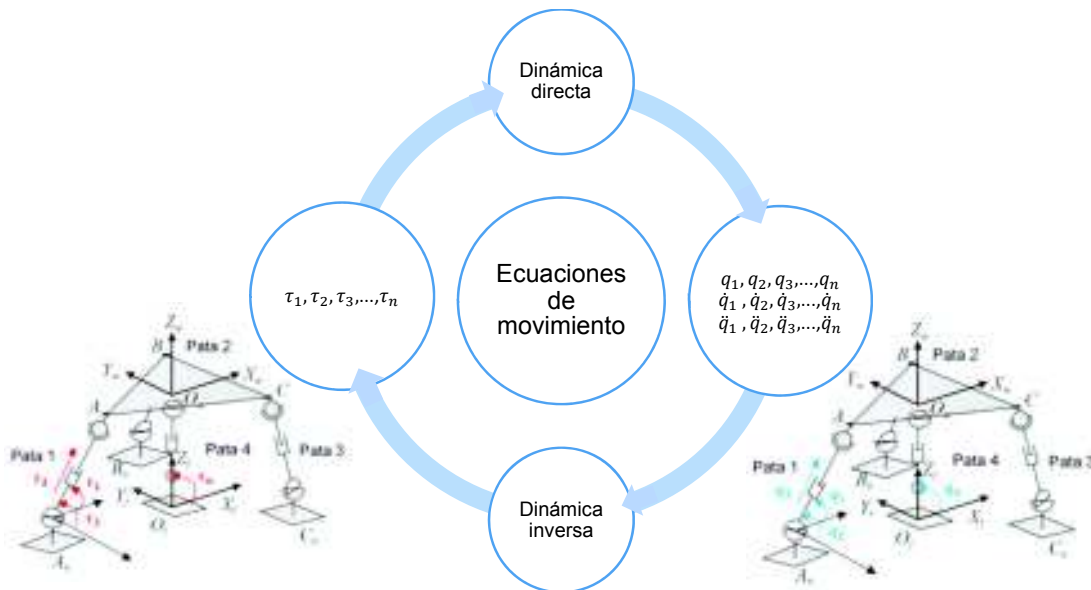 Dinámica
directa
τ₁, τ₂, τ₃,...,τₙ
Ecuaciones
de
movimiento
q₁, q₂, q₃,...,qₙ
q̇₁ , q̇₂, q̇₃,...,q̇ₙ
q̈₁ , q̈₂, q̈₃,...,q̈ₙ
Dinámica
inversa
B
Pata 2
A
C
Pata 1
Pata 4
Pata 3
B
Pata 2
A
C
Pata 1
Pata 4
Pata 3